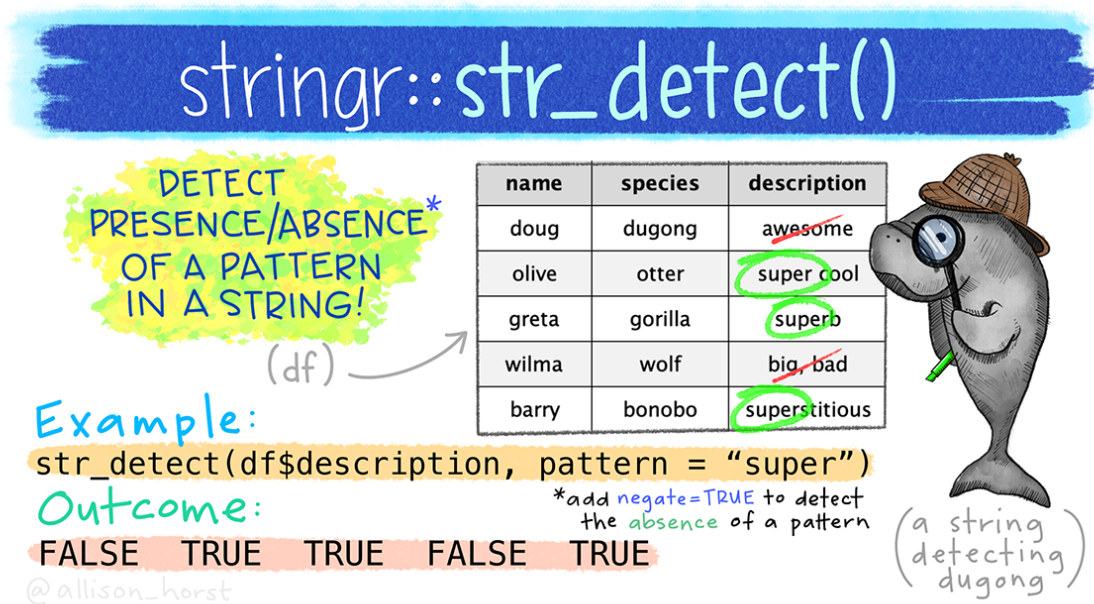 stringr::str_detect()
DETECT
PRESENCE/ABSENCE*
OF A PATTERN
IN A STRING!
(df)
name species description
doug dugong awesome
olive otter super cool
greta gorilla superb
wilma wolf big, bad
barry bonobo superstitious
Example:
str_detect(df$description, pattern = “super”)
Outcome:
*add negate=TRUE to detect
the absence of a pattern
FALSE TRUE TRUE FALSE TRUE
(a string
detecting
dugong)
@allison_horst